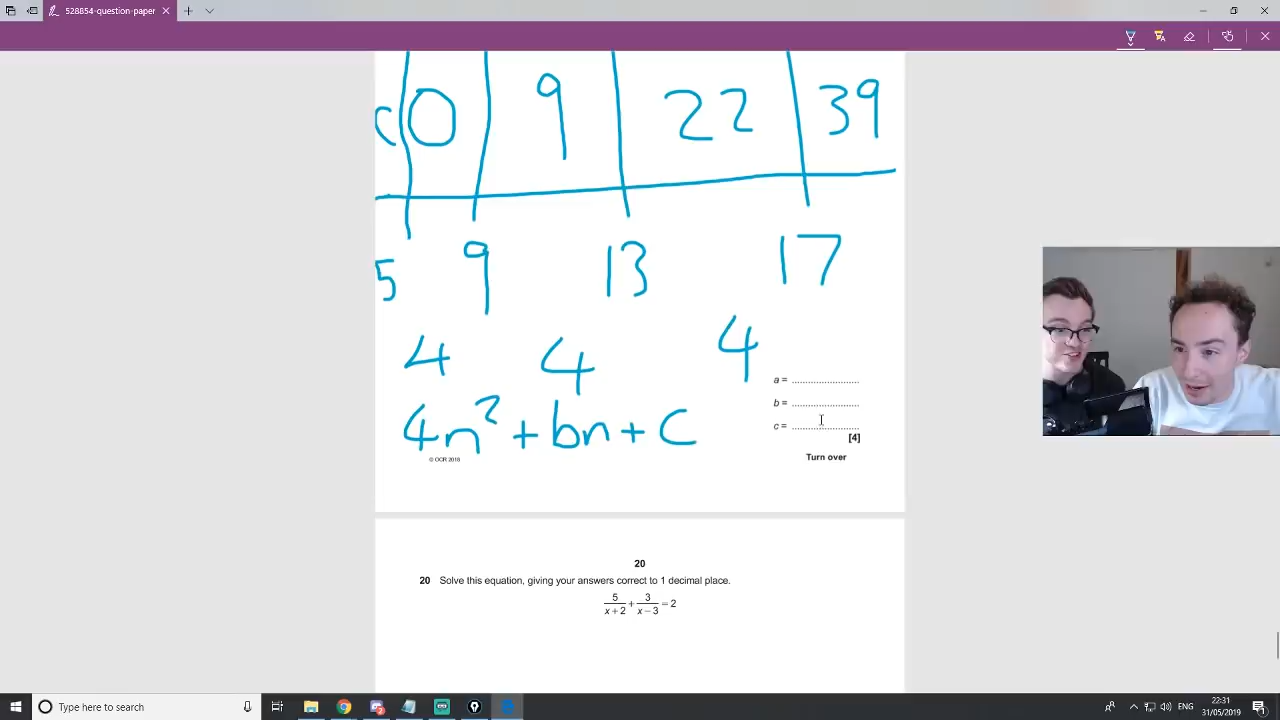 528854-question-paper
c 0 9 22 39
5 9 13 17
4 4 4
a = ........................
b = ........................
4n² + bn + c
c = ........................
[4]
© OCR 2018
Turn over
20
20 Solve this equation, giving your answers correct to 1 decimal place.
5/(x + 2) + 3/(x − 3) = 2
Type here to search
ENG
22:31
31/05/2019